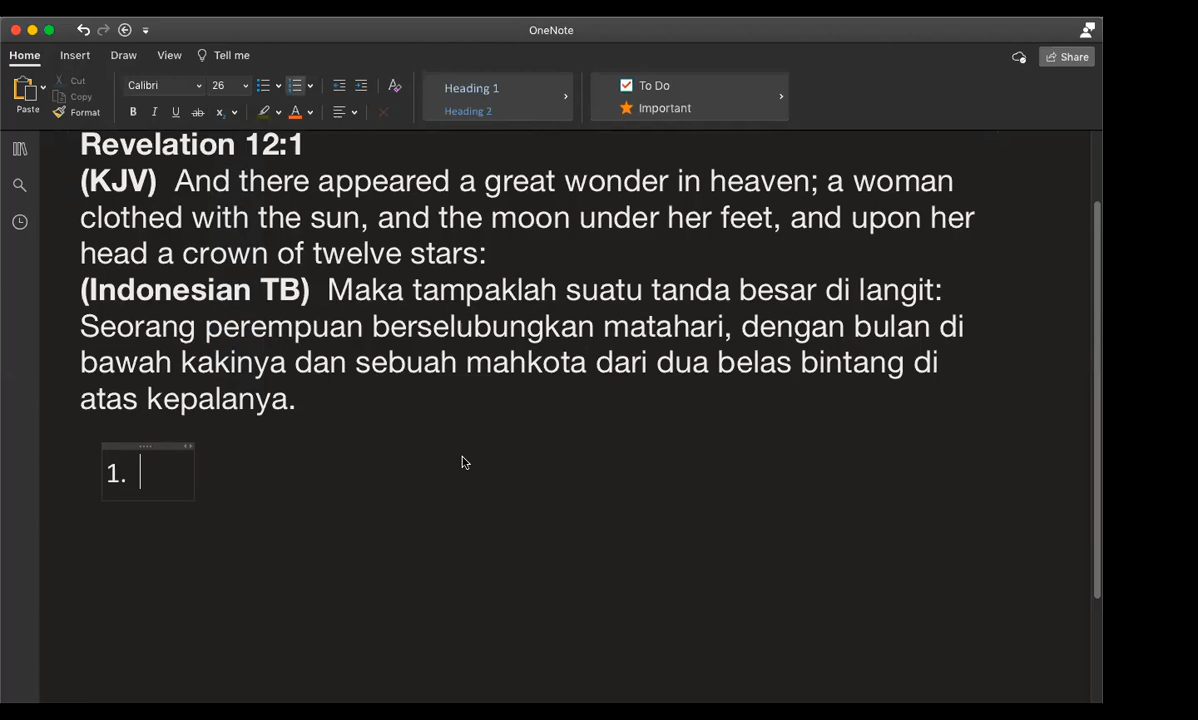 OneNote
Home Insert Draw View Tell me
Share
Paste
Cut
Copy
Format
Calibri 26
B I U ab x₂ A
Heading 1
Heading 2
To Do
Important
Revelation 12:1
(KJV) And there appeared a great wonder in heaven; a woman
clothed with the sun, and the moon under her feet, and upon her
head a crown of twelve stars:
(Indonesian TB) Maka tampaklah suatu tanda besar di langit:
Seorang perempuan berselubungkan matahari, dengan bulan di
bawah kakinya dan sebuah mahkota dari dua belas bintang di
atas kepalanya.
1.